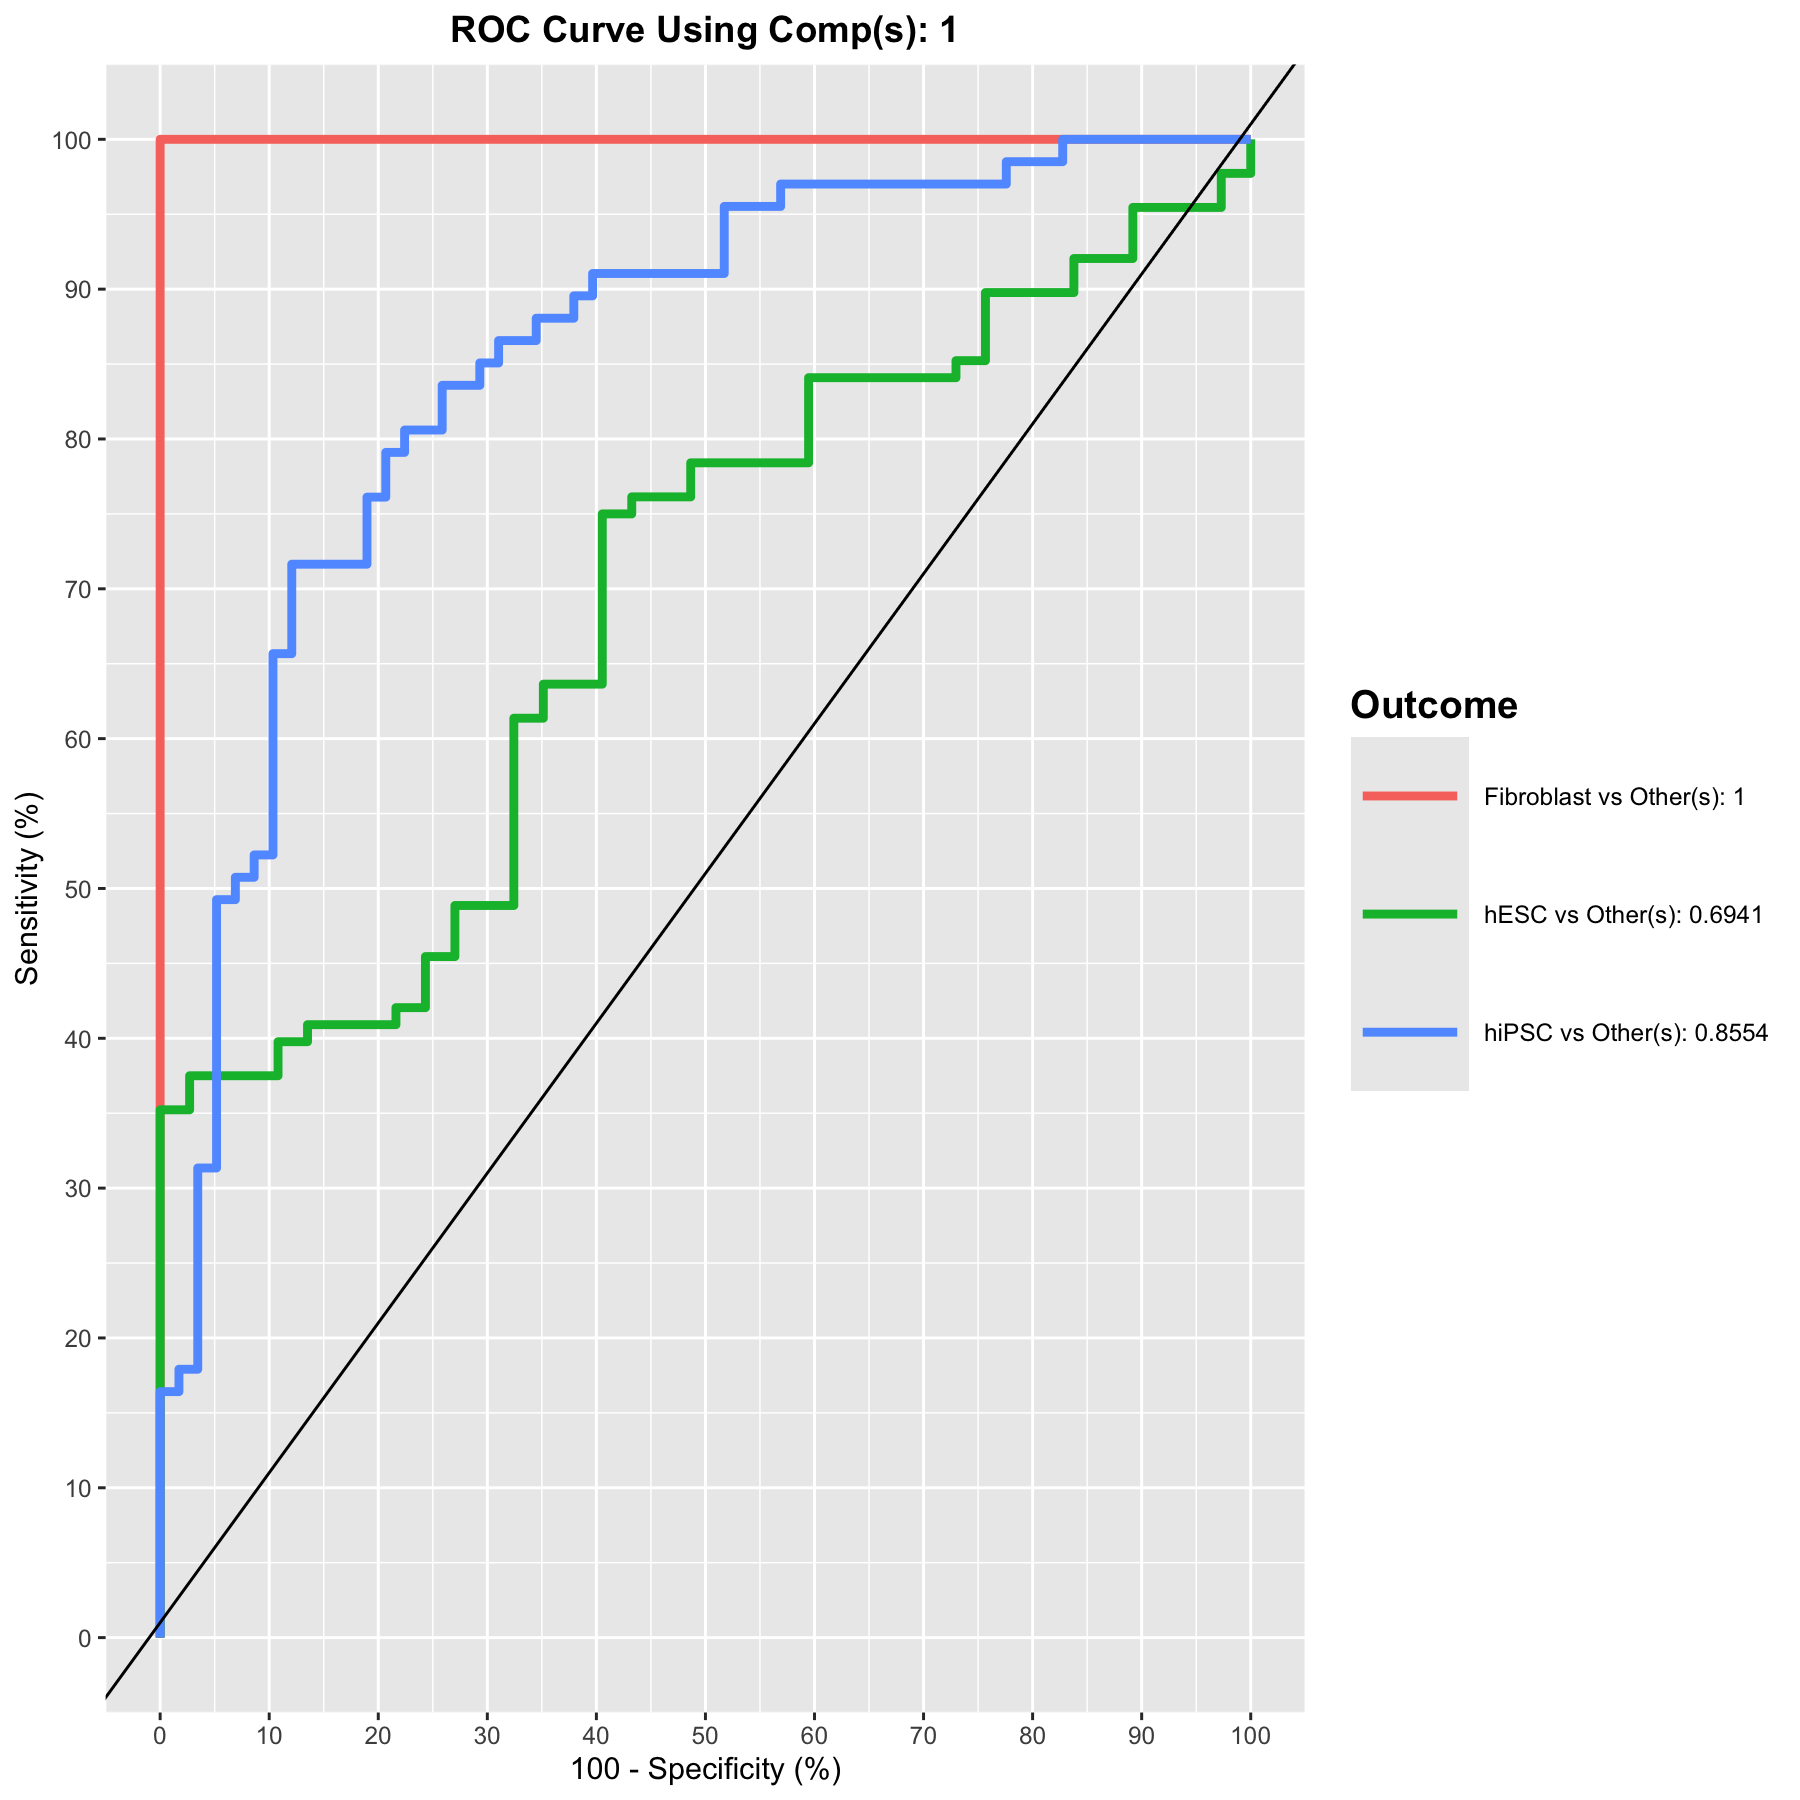 ROC Curve Using Comp(s): 1
Sensitivity (%)
100
90
80
70
60
50
40
30
20
10
0
0 10 20 30 40 50 60 70 80 90 100
100 - Specificity (%)
Outcome
Fibroblast vs Other(s): 1
hESC vs Other(s): 0.6941
hiPSC vs Other(s): 0.8554